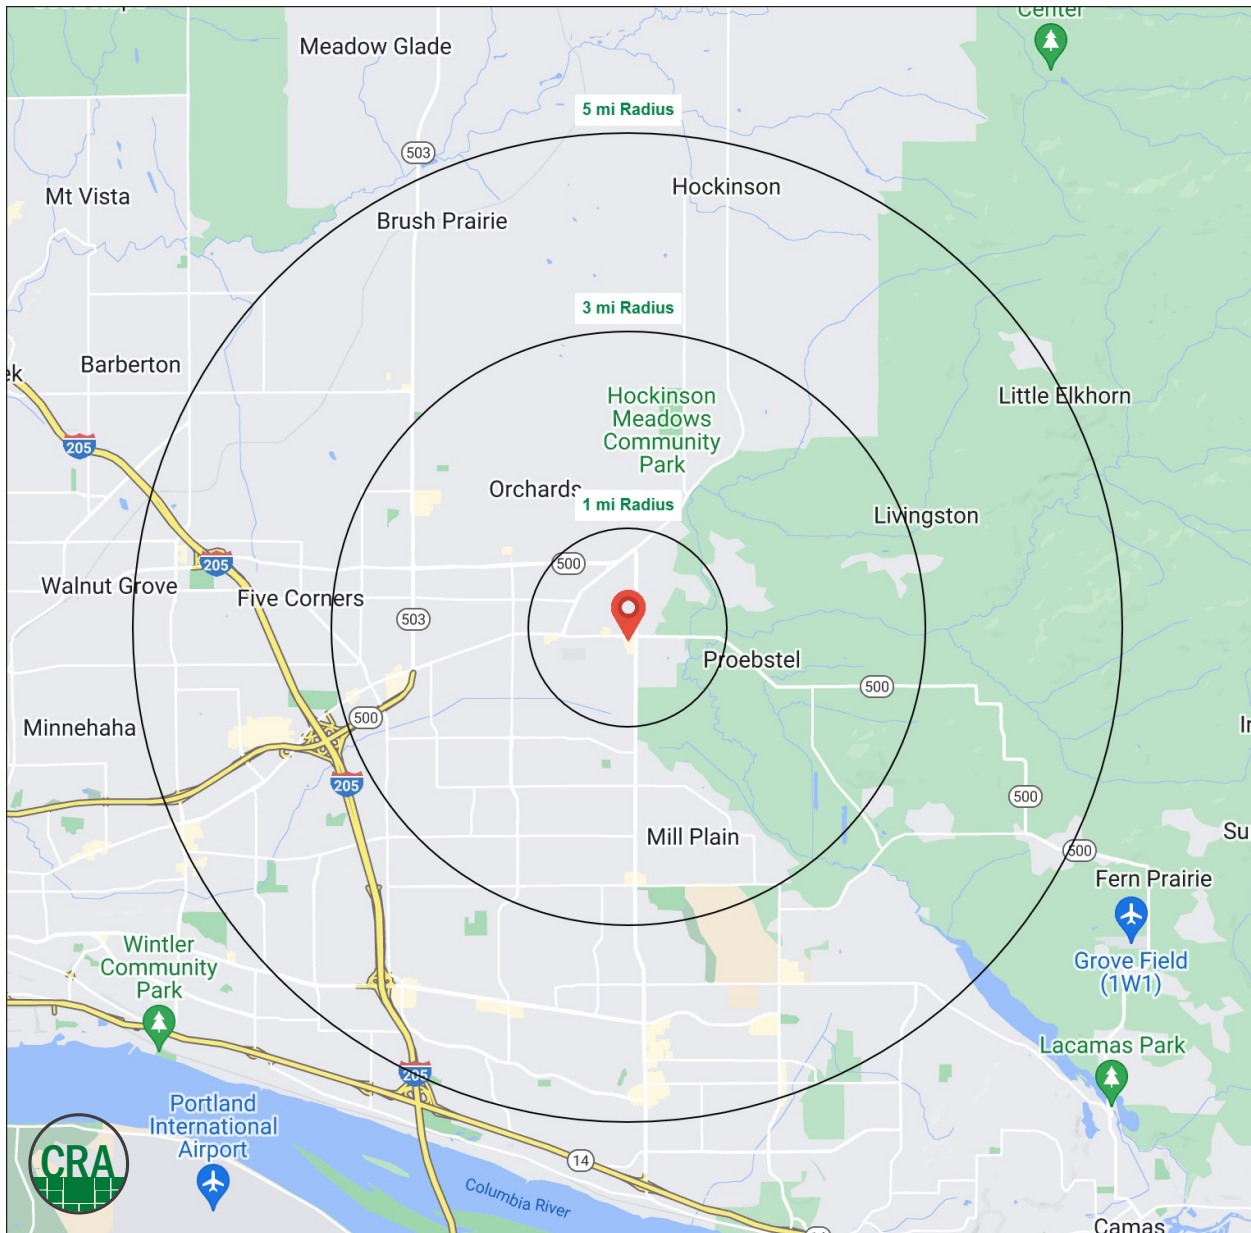 Center
Meadow Glade
5 mi Radius
503
Hockinson
Mt Vista
Brush Prairie
3 mi Radius
Barberton
ek
Little Elkhorn
Hockinson
Meadows
Community
Park
205
Orchards
1 mi Radius
Livingston
500
205
Walnut Grove
Five Corners
503
Proebstel
500
500
Minnehaha
205
500
Mill Plain
Su
500
Fern Prairie
Wintler
Community
Park
Grove Field
(1W1)
Lacamas Park
205
Portland
International
Airport
CRA
14
Columbia River
Camas